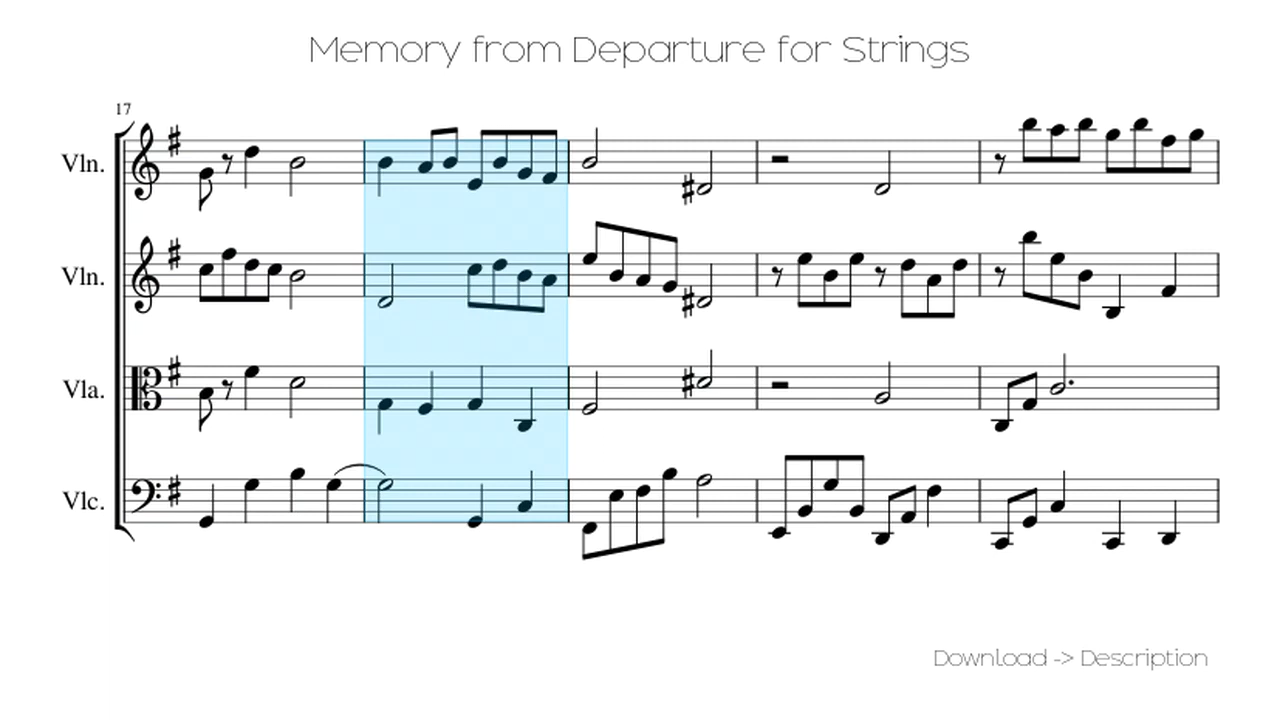 Memory from Departure for Strings
17
Vln.
Vln.
Vla.
Vlc.
Download -> Description